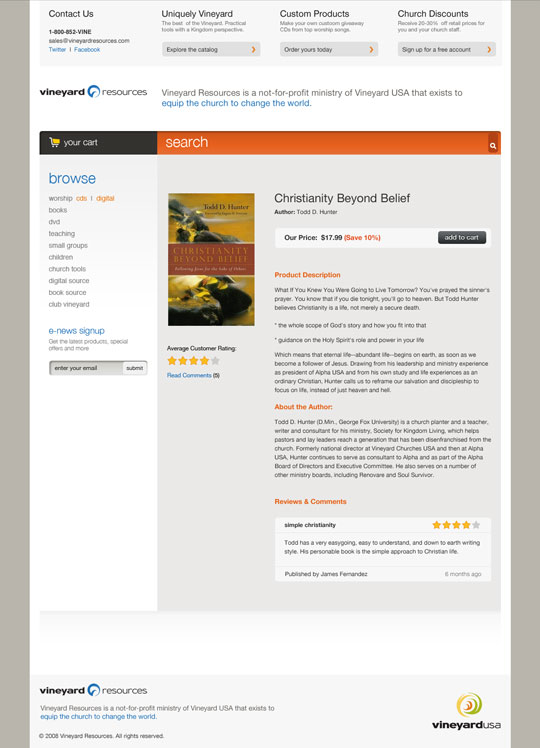 Contact Us
1-800-852-VINE
sales@vineyardresources.com
Twitter | Facebook
Uniquely Vineyard
The best of the Vineyard. Practical
tools with a Kingdom perspective.
Explore the catalog
Custom Products
Make your own custoom giveaway
CDs from top worship songs.
Order yours today
Church Discounts
Receive 20-30% off retail prices for
you and your church staff.
Sign up for a free account
vineyard resources
Vineyard Resources is a not-for-profit ministry of Vineyard USA that exists to
equip the church to change the world.
your cart
search
browse
worship cds | digital
books
dvd
teaching
small groups
children
church tools
digital source
book source
club vineyard
e-news signup
Get the latest products, special
offers and more
enter your email
submit
Todd D. Hunter
CHRISTIANITY
BEYOND BELIEF
Following Jesus for the Sake of Others
Average Customer Rating:
Read Comments (5)
Christianity Beyond Belief
Author: Todd D. Hunter
Our Price: $17.99 (Save 10%)
add to cart
Product Description
What If You Knew You Were Going to Live Tomorrow? You've prayed the sinner's
prayer. You know that if you die tonight, you'll go to heaven. But Todd Hunter
believes Christianity is a life, not merely a secure death.
* the whole scope of God's story and how you fit into that
* guidance on the Holy Spirit's role and power in your life
Which means that eternal life--abundant life--begins on earth, as soon as we
become a follower of Jesus. Drawing from his leadership and ministry experience
as president of Alpha USA and from his own study and life experiences as an
ordinary Christian, Hunter calls us to reframe our salvation and discipleship to
focus on life, instead of just heaven and hell.
About the Author:
Todd D. Hunter (D.Min., George Fox University) is a church planter and a teacher,
writer and consultant for his ministry, Society for Kingdom Living, which helps
pastors and lay leaders reach a generation that has been disenfranchised from the
church. Formerly national director at Vineyard Churches USA and then at Alpha
USA, Hunter continues to serve as consultant to Alpha and as part of the Alpha
Board of Directors and Executive Committee. He also serves on a number of
other ministry boards, including Renovare and Soul Survivor.
Reviews & Comments
simple christianity
Todd has a very easygoing, easy to understand, and down to earth writing
style. His personable book is the simple approach to Christian life.
Published by James Fernandez
6 months ago
vineyard resources
Vineyard Resources is a not-for-profit ministry of Vineyard USA that exists to
equip the church to change the world.
© 2008 Vineyard Resources. All rights reserved.
vineyardusa